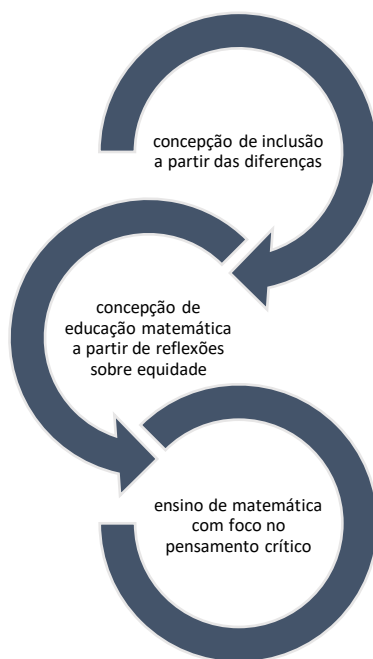 concepção de inclusão
a partir das diferenças
concepção de
educação matemática
a partir de reflexões
sobre equidade
ensino de matemática
com foco no
pensamento crítico